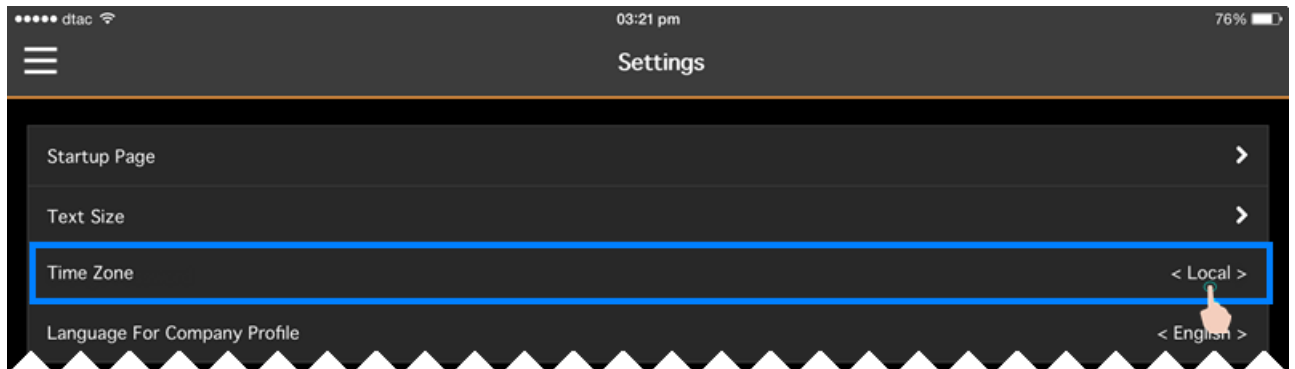 dtac 03:21 pm 76%
Settings
Startup Page
Text Size
Time Zone < Local >
Language For Company Profile < English >